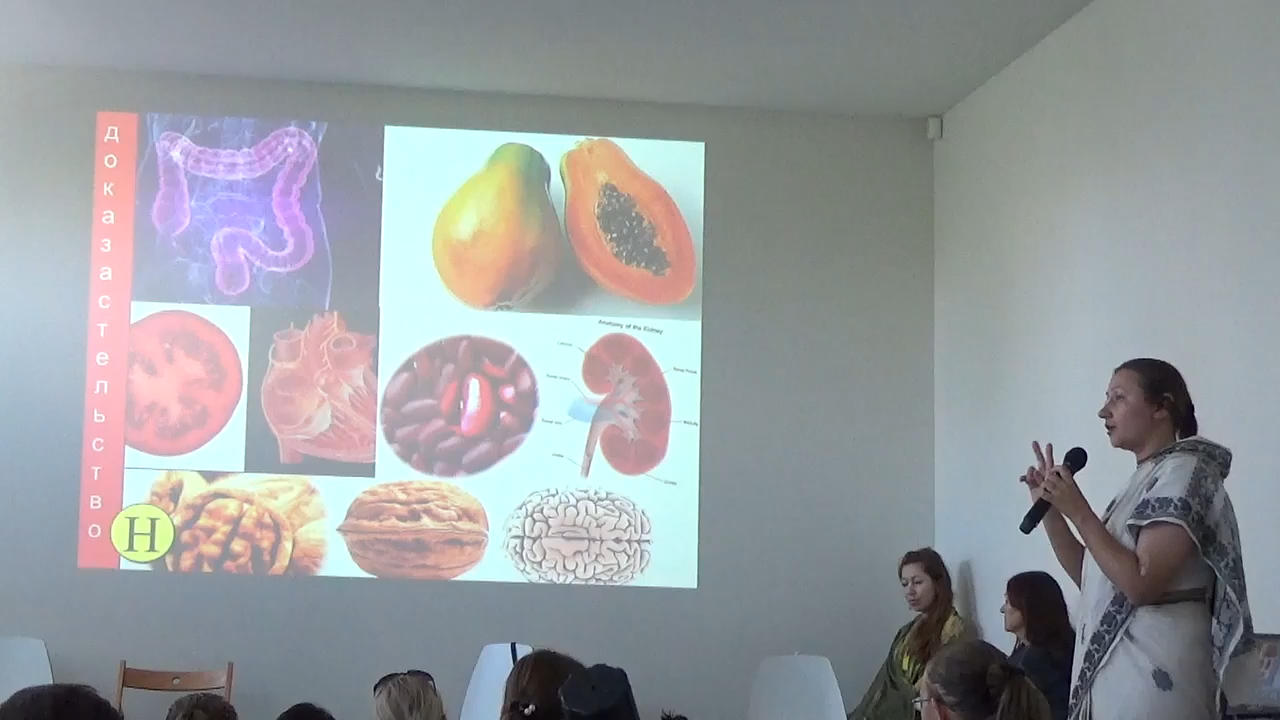 доказательство
Anatomy of the Kidney
Н